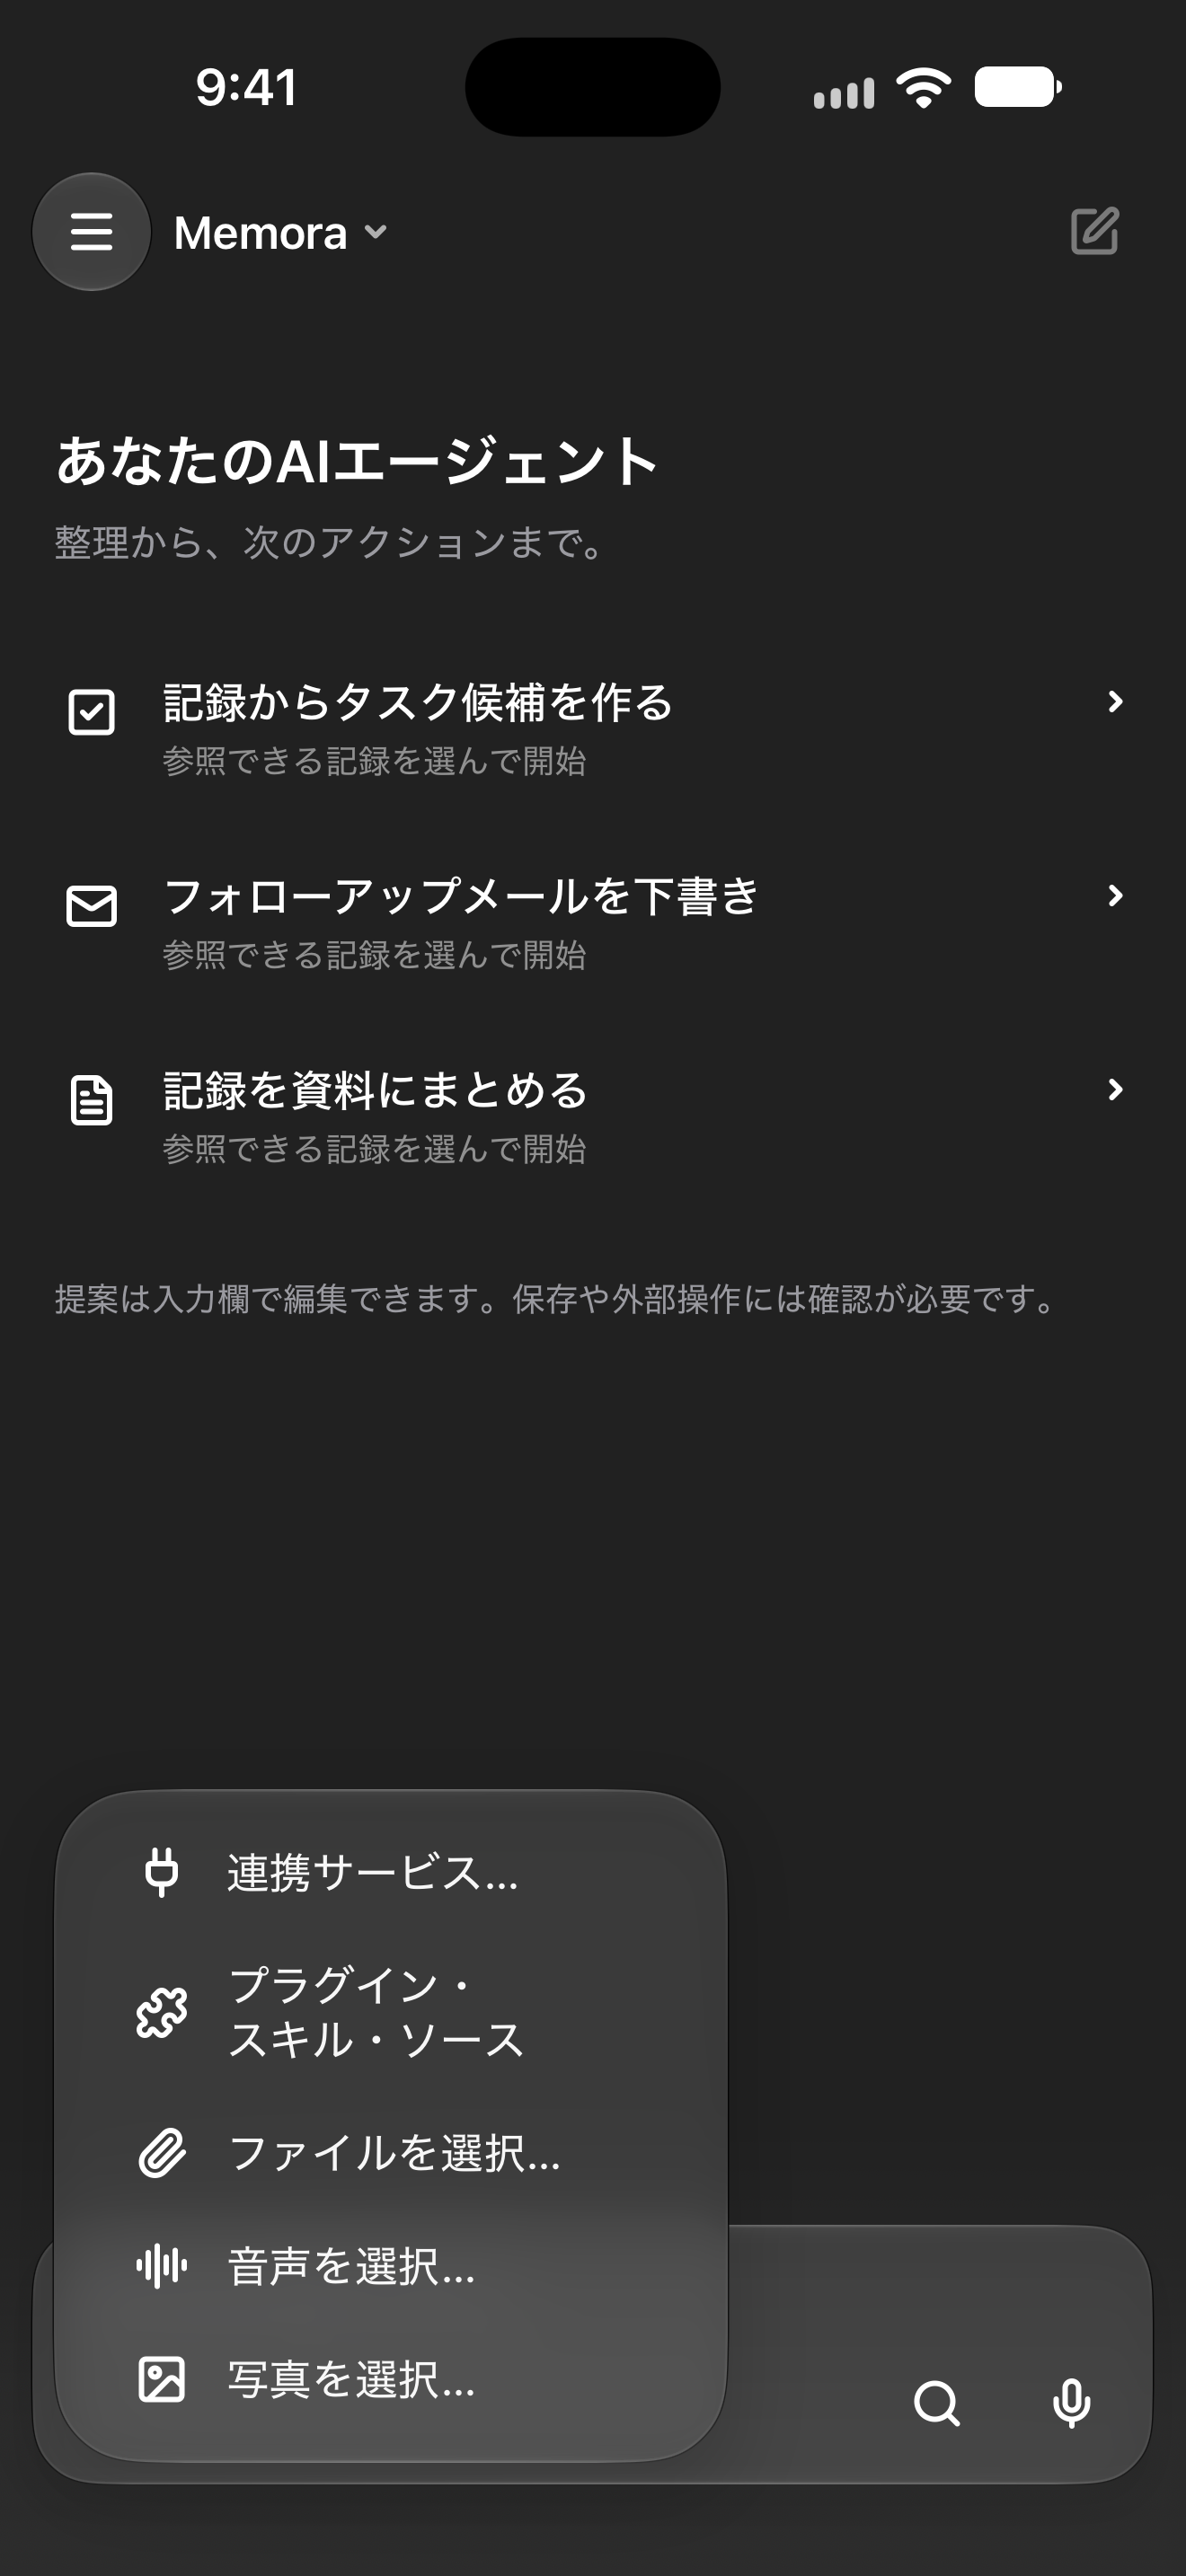 9:41
Memora
あなたのAIエージェント
整理から、次のアクションまで。
記録からタスク候補を作る
参照できる記録を選んで開始
フォローアップメールを下書き
参照できる記録を選んで開始
記録を資料にまとめる
参照できる記録を選んで開始
提案は入力欄で編集できます。保存や外部操作には確認が必要です。
連携サービス...
プラグイン・
スキル・ソース
ファイルを選択...
音声を選択...
写真を選択...